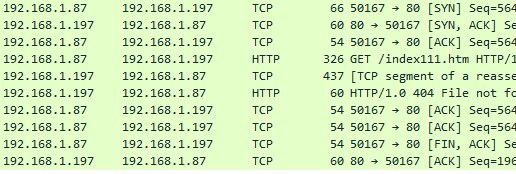 192.168.1.87 192.168.1.197 TCP 66 50167 → 80 [SYN] Seq=564
192.168.1.197 192.168.1.87 TCP 60 80 → 50167 [SYN, ACK] Seq
192.168.1.87 192.168.1.197 TCP 54 50167 → 80 [ACK] Seq=564
192.168.1.87 192.168.1.197 HTTP 326 GET /index111.htm HTTP/1
192.168.1.197 192.168.1.87 TCP 437 [TCP segment of a reasse
192.168.1.197 192.168.1.87 HTTP 60 HTTP/1.0 404 File not fo
192.168.1.87 192.168.1.197 TCP 54 50167 → 80 [ACK] Seq=564
192.168.1.87 192.168.1.197 TCP 54 50167 → 80 [ACK] Seq=564
192.168.1.87 192.168.1.197 TCP 54 50167 → 80 [FIN, ACK] Seq
192.168.1.197 192.168.1.87 TCP 60 80 → 50167 [ACK] Seq=196